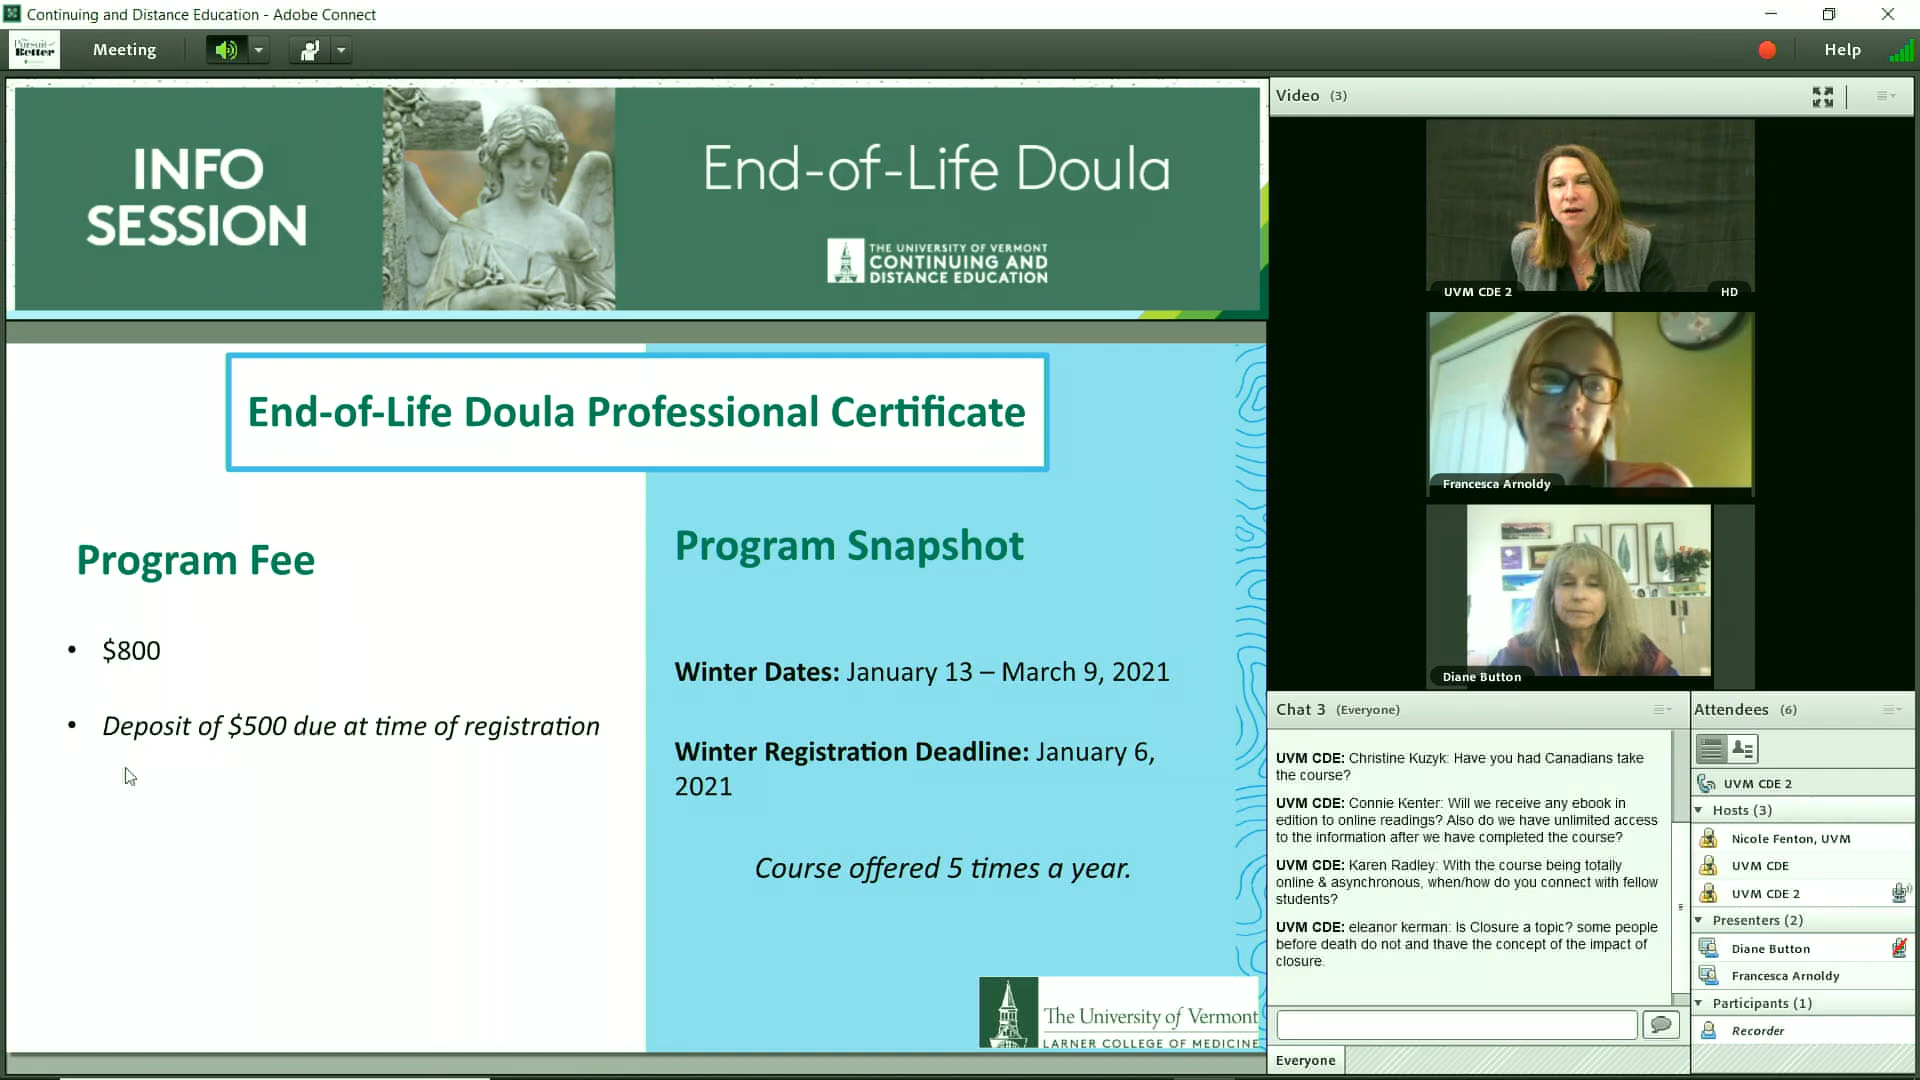 Continuing and Distance Education - Adobe Connect
Pursuit of
Better
Meeting
Help
INFO
SESSION
End-of-Life Doula
THE UNIVERSITY OF VERMONT
CONTINUING AND
DISTANCE EDUCATION
End-of-Life Doula Professional Certificate
Program Fee
• $800
• Deposit of $500 due at time of registration
Program Snapshot
Winter Dates: January 13 – March 9, 2021
Winter Registration Deadline: January 6,
2021
Course offered 5 times a year.
The University of Vermont
LARNER COLLEGE OF MEDICINE
Video (3)
UVM CDE 2
HD
Francesca Arnoldy
Diane Button
Chat 3 (Everyone)
UVM CDE: Christine Kuzyk: Have you had Canadians take
the course?
UVM CDE: Connie Kenter: Will we receive any ebook in
edition to online readings? Also do we have unlimited access
to the information after we have completed the course?
UVM CDE: Karen Radley: With the course being totally
online & asynchronous, when/how do you connect with fellow
students?
UVM CDE: eleanor kerman: Is Closure a topic? some people
before death do not and thave the concept of the impact of
closure.
Everyone
Attendees (6)
UVM CDE 2
Hosts (3)
Nicole Fenton, UVM
UVM CDE
UVM CDE 2
Presenters (2)
Diane Button
Francesca Arnoldy
Participants (1)
Recorder